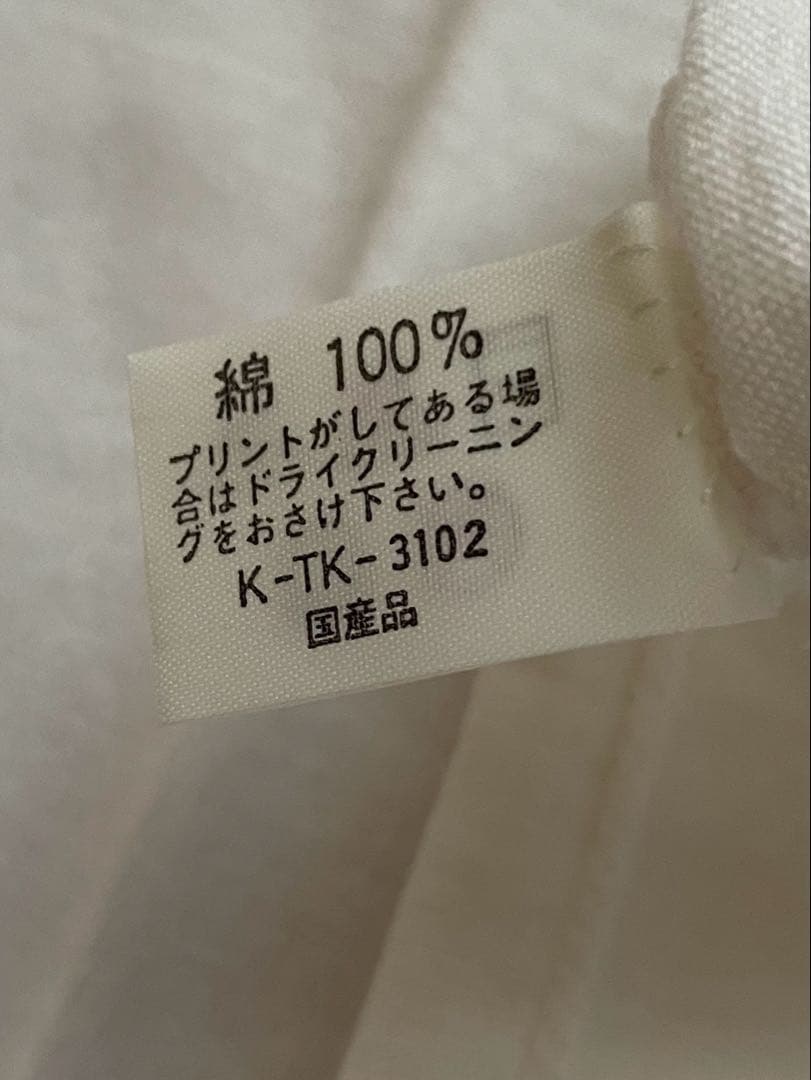 綿 100%
プリントがしてある場
合はドライクリーニン
グをおさけ下さい。
K-TK-3102
国産品